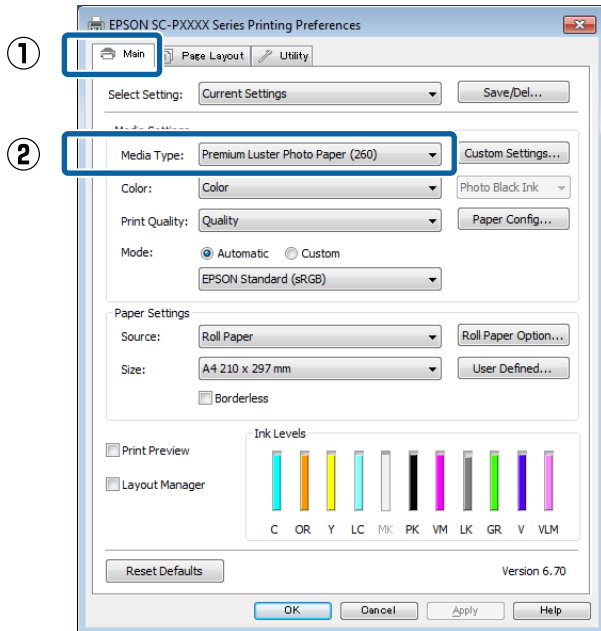 EPSON SC-PXXXX Series Printing Preferences
① Main Page Layout Utility
Select Setting: Current Settings Save/Del...
Media Settings
② Media Type: Premium Luster Photo Paper (260) Custom Settings...
Color: Color Photo Black Ink
Print Quality: Quality Paper Config...
Mode: Automatic Custom
EPSON Standard (sRGB)
Paper Settings
Source: Roll Paper Roll Paper Option...
Size: A4 210 x 297 mm User Defined...
Borderless
Ink Levels
Print Preview
Layout Manager
C OR Y LC MK PK VM LK GR V VLM
Reset Defaults Version 6.70
OK Cancel Apply Help